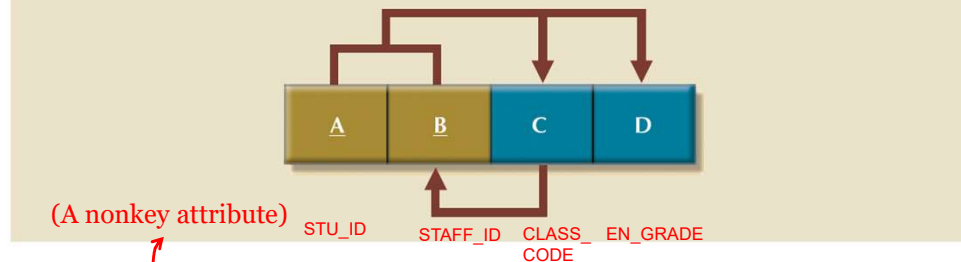 A B C D
(A nonkey attribute)
STU_ID STAFF_ID CLASS_ EN_GRADE
CODE